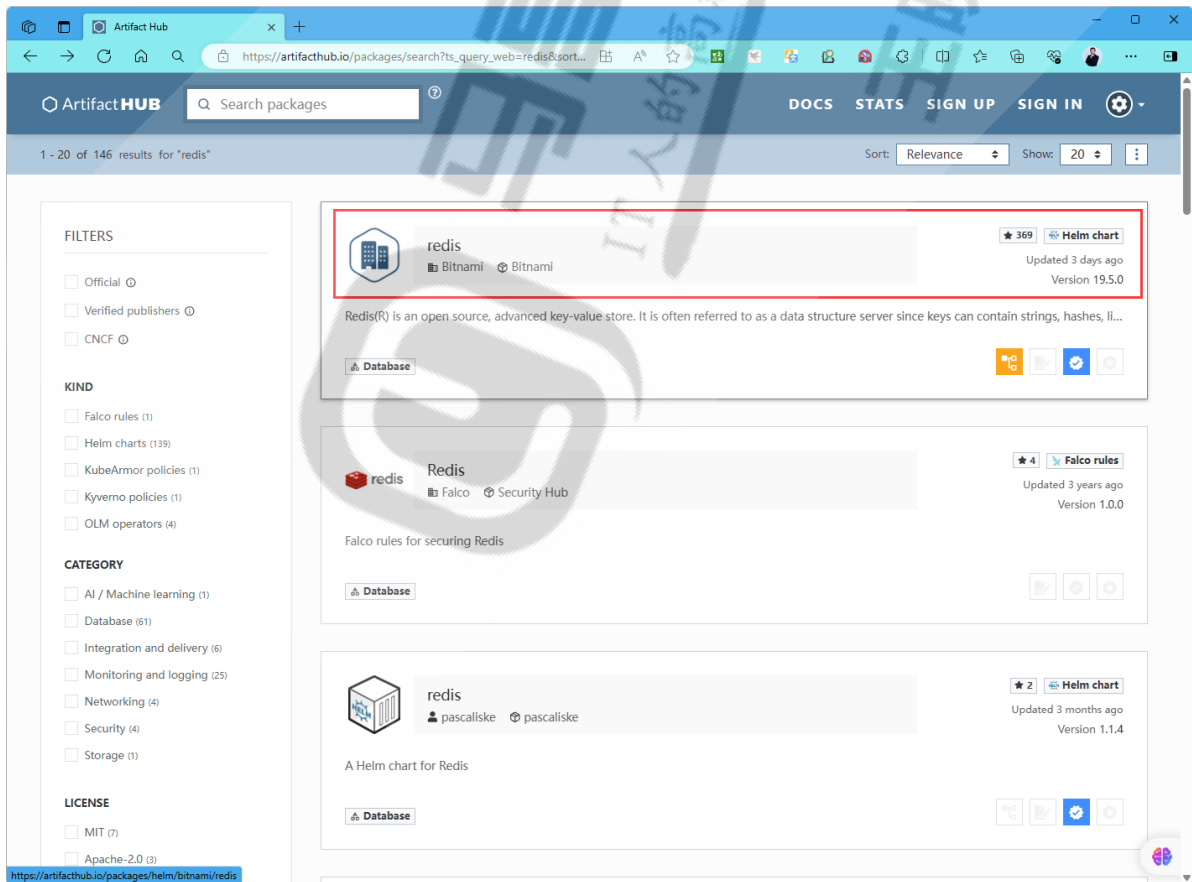 Artifact Hub
https://artifacthub.io/packages/search?ts_query_web=redis&sort...
Artifact HUB
Search packages
DOCS STATS SIGN UP SIGN IN
1 - 20 of 146 results for "redis"
Sort: Relevance Show: 20
FILTERS
Official
Verified publishers
CNCF
KIND
Falco rules (1)
Helm charts (139)
KubeArmor policies (1)
Kyverno policies (1)
OLM operators (4)
CATEGORY
AI / Machine learning (1)
Database (61)
Integration and delivery (6)
Monitoring and logging (25)
Networking (4)
Security (4)
Storage (1)
LICENSE
MIT (7)
Apache-2.0 (3)
redis
Bitnami Bitnami
369 Helm chart
Updated 3 days ago
Version 19.5.0
Redis(R) is an open source, advanced key-value store. It is often referred to as a data structure server since keys can contain strings, hashes, li...
Database
redis
Redis
Falco Security Hub
4 Falco rules
Updated 3 years ago
Version 1.0.0
Falco rules for securing Redis
Database
HELM
redis
pascaliske pascaliske
2 Helm chart
Updated 3 months ago
Version 1.1.4
A Helm chart for Redis
Database
https://artifacthub.io/packages/helm/bitnami/redis
IT人的高